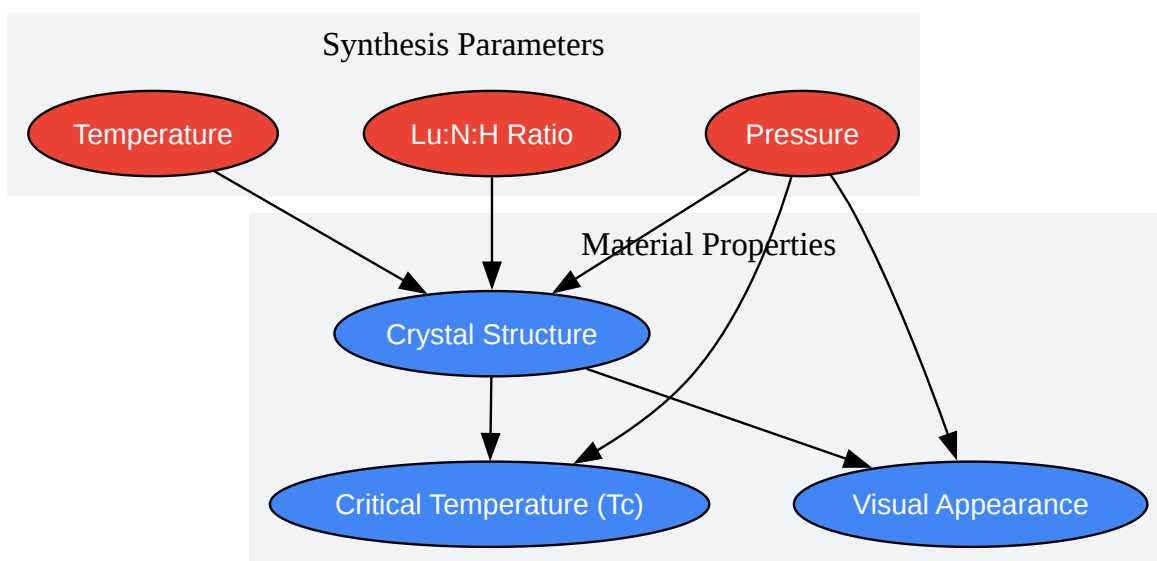 Synthesis Parameters
Temperature
Lu:N:H Ratio
Pressure
Material Properties
Crystal Structure
Critical Temperature (Tc)
Visual Appearance